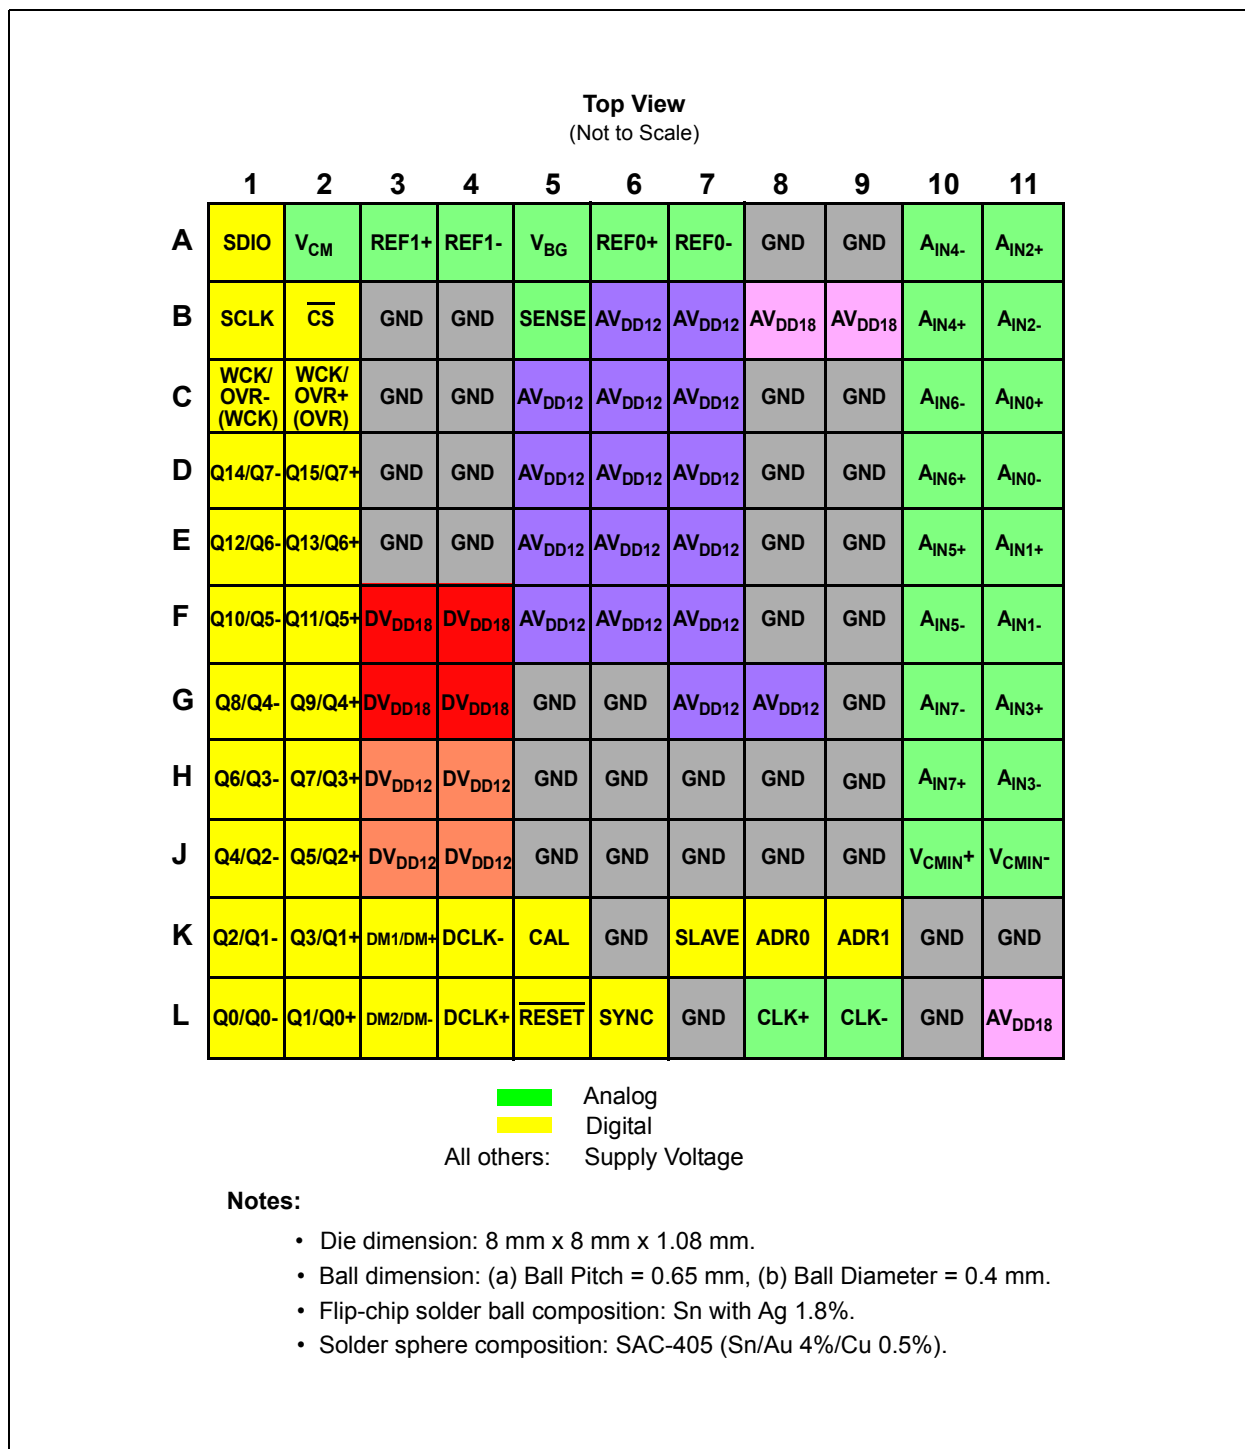 Top View
(Not to Scale)
1 2 3 4 5 6 7 8 9 10 11
A SDIO VCM REF1+ REF1- VBG REF0+ REF0- GND GND AIN4- AIN2+
B SCLK CS GND GND SENSE AVDD12 AVDD12 AVDD18 AVDD18 AIN4+ AIN2-
C WCK/OVR-(WCK) WCK/OVR+(OVR) GND GND AVDD12 AVDD12 AVDD12 GND GND AIN6- AIN0+
D Q14/Q7- Q15/Q7+ GND GND AVDD12 AVDD12 AVDD12 GND GND AIN6+ AIN0-
E Q12/Q6- Q13/Q6+ GND GND AVDD12 AVDD12 AVDD12 GND GND AIN5+ AIN1+
F Q10/Q5- Q11/Q5+ DVDD18 DVDD18 AVDD12 AVDD12 AVDD12 GND GND AIN5- AIN1-
G Q8/Q4- Q9/Q4+ DVDD18 DVDD18 GND GND AVDD12 AVDD12 GND AIN7- AIN3+
H Q6/Q3- Q7/Q3+ DVDD12 DVDD12 GND GND GND GND GND AIN7+ AIN3-
J Q4/Q2- Q5/Q2+ DVDD12 DVDD12 GND GND GND GND GND VCMIN+ VCMIN-
K Q2/Q1- Q3/Q1+ DM1/DM+ DCLK- CAL GND SLAVE ADR0 ADR1 GND GND
L Q0/Q0- Q1/Q0+ DM2/DM- DCLK+ RESET SYNC GND CLK+ CLK- GND AVDD18
Analog
Digital
All others: Supply Voltage
Notes:
• Die dimension: 8 mm x 8 mm x 1.08 mm.
• Ball dimension: (a) Ball Pitch = 0.65 mm, (b) Ball Diameter = 0.4 mm.
• Flip-chip solder ball composition: Sn with Ag 1.8%.
• Solder sphere composition: SAC-405 (Sn/Au 4%/Cu 0.5%).